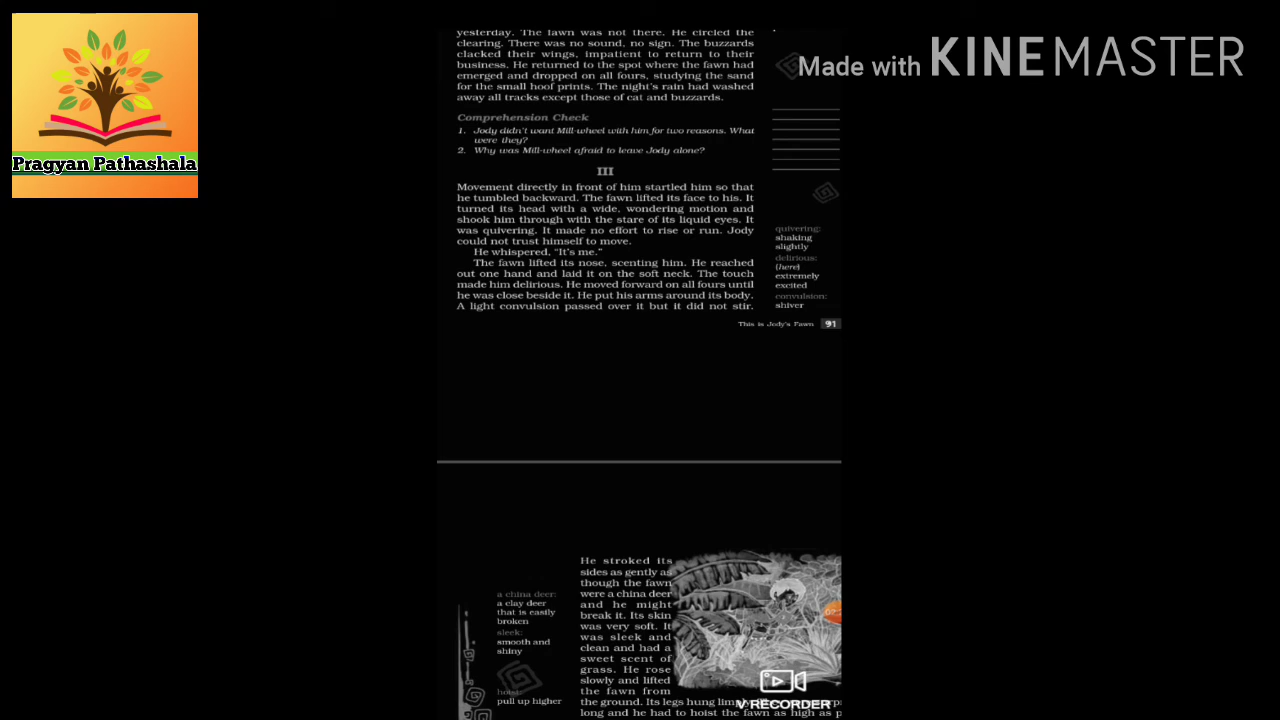 Pragyan Pathashala
Made with KINEMASTER
yesterday. The fawn was not there. He circled the
clearing. There was no sound, no sign. The buzzards
clacked their wings, impatient to return to their
business. He returned to the spot where the fawn had
emerged and dropped on all fours, studying the sand
for the small hoof prints. The night's rain had washed
away all tracks except those of cat and buzzards.
Comprehension Check
1. Jody didn't want Mill-wheel with him for two reasons. What
were they?
2. Why was Mill-wheel afraid to leave Jody alone?
III
Movement directly in front of him startled him so that
he tumbled backward. The fawn lifted its face to his. It
turned its head with a wide, wondering motion and
shook him through with the stare of its liquid eyes. It
was quivering. It made no effort to rise or run. Jody
could not trust himself to move.
He whispered, "It's me."
The fawn lifted its nose, scenting him. He reached
out one hand and laid it on the soft neck. The touch
made him delirious. He moved forward on all fours until
he was close beside it. He put his arms around its body.
A light convulsion passed over it but it did not stir.
quivering:
shaking
slightly
delirious:
(here)
extremely
excited
convulsion:
shiver
This is Jody's Fawn 91
He stroked its
sides as gently as
though the fawn
were a china deer
and he might
break it. Its skin
was very soft. It
was sleek and
clean and had a
sweet scent of
grass. He rose
slowly and lifted
the fawn from
the ground. Its legs hung limply.
long and he had to hoist the fawn as high as p
a china deer:
a clay deer
that is easily
broken
sleek:
smooth and
shiny
hoist:
pull up higher
V RECORDER